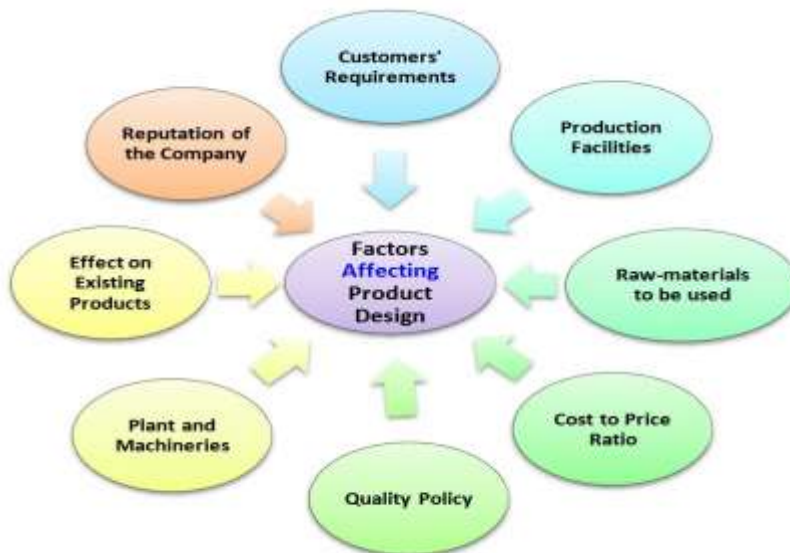 Customers'
Requirements
Production
Facilities
Raw-materials
to be used
Cost to Price
Ratio
Quality Policy
Plant and
Machineries
Effect on
Existing
Products
Reputation of
the Company
Factors
Affecting
Product
Design